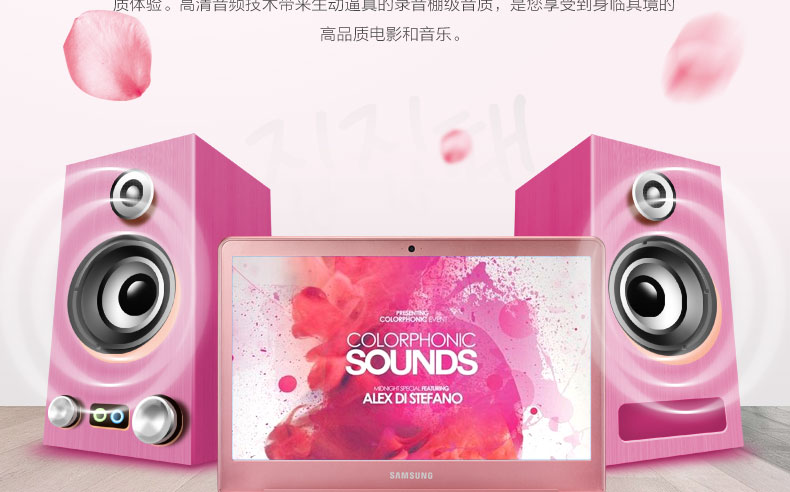 质体验。高清音频技术带来生动逼真的录音棚级音质，是您享受到身临其境的
高品质电影和音乐。
PRESENTING
COLORPHONIC EVENT
COLORPHONIC
SOUNDS
MIDNIGHT SPECIAL FEATURING
ALEX DI STEFANO
SAMSUNG